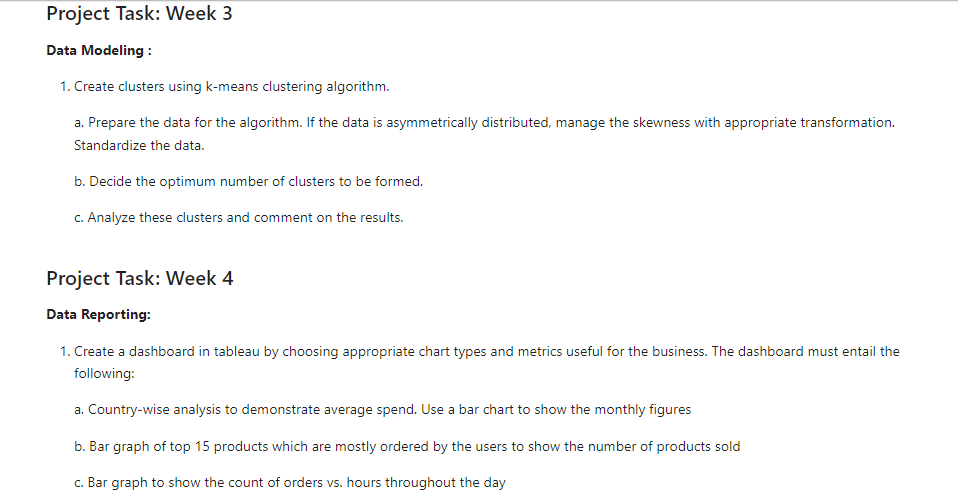 Project Task: Week 3
Data Modeling :
1. Create clusters using k-means clustering algorithm.
a. Prepare the data for the algorithm. If the data is asymmetrically distributed, manage the skewness with appropriate transformation.
Standardize the data.
b. Decide the optimum number of clusters to be formed.
c. Analyze these clusters and comment on the results.
Project Task: Week 4
Data Reporting:
1. Create a dashboard in tableau by choosing appropriate chart types and metrics useful for the business. The dashboard must entail the
following:
a. Country-wise analysis to demonstrate average spend. Use a bar chart to show the monthly figures
b. Bar graph of top 15 products which are mostly ordered by the users to show the number of products sold
c. Bar graph to show the count of orders vs. hours throughout the day